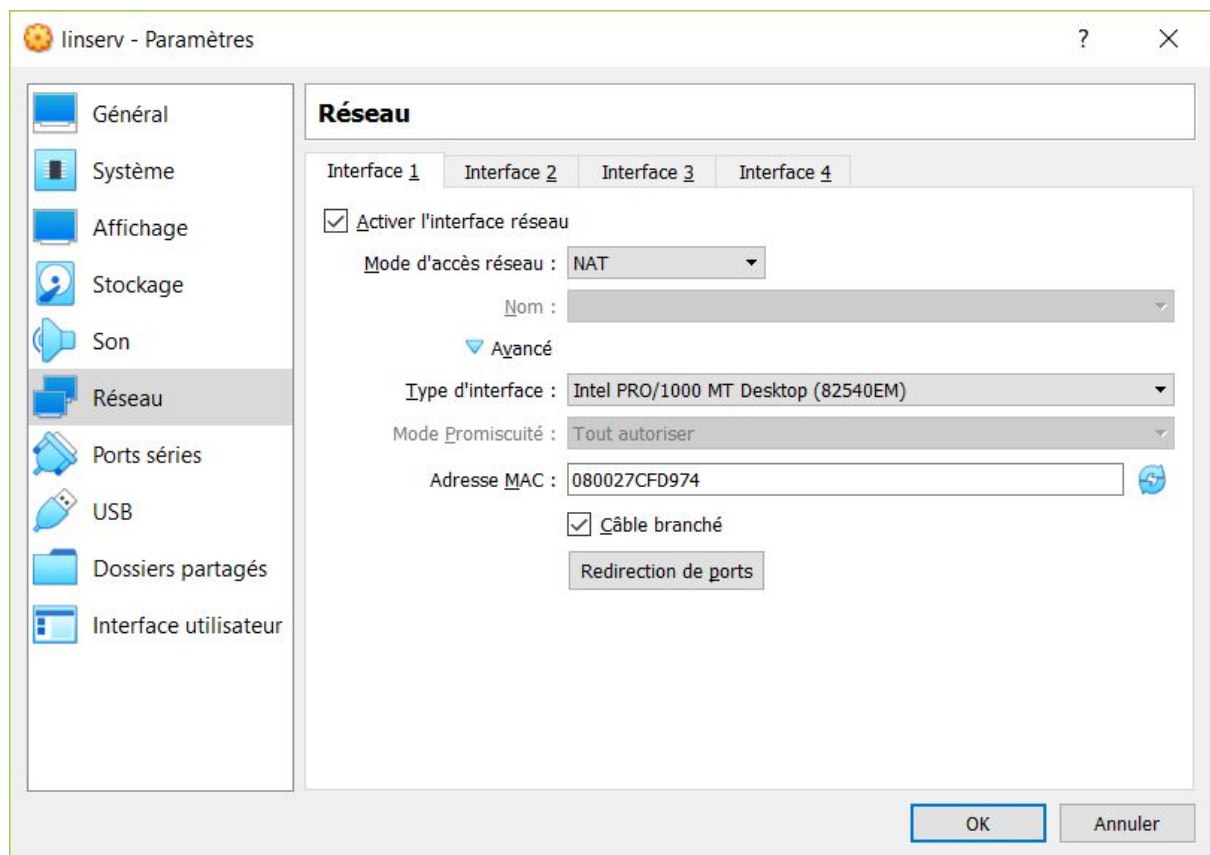 linserv - Paramètres
?
Général
Système
Affichage
Stockage
Son
Réseau
Ports séries
USB
Dossiers partagés
Interface utilisateur
Réseau
Interface 1 Interface 2 Interface 3 Interface 4
Activer l'interface réseau
Mode d'accès réseau : NAT
Nom :
Avancé
Type d'interface : Intel PRO/1000 MT Desktop (82540EM)
Mode Promiscuité : Tout autoriser
Adresse MAC : 080027CFD974
Câble branché
Redirection de ports
OK Annuler